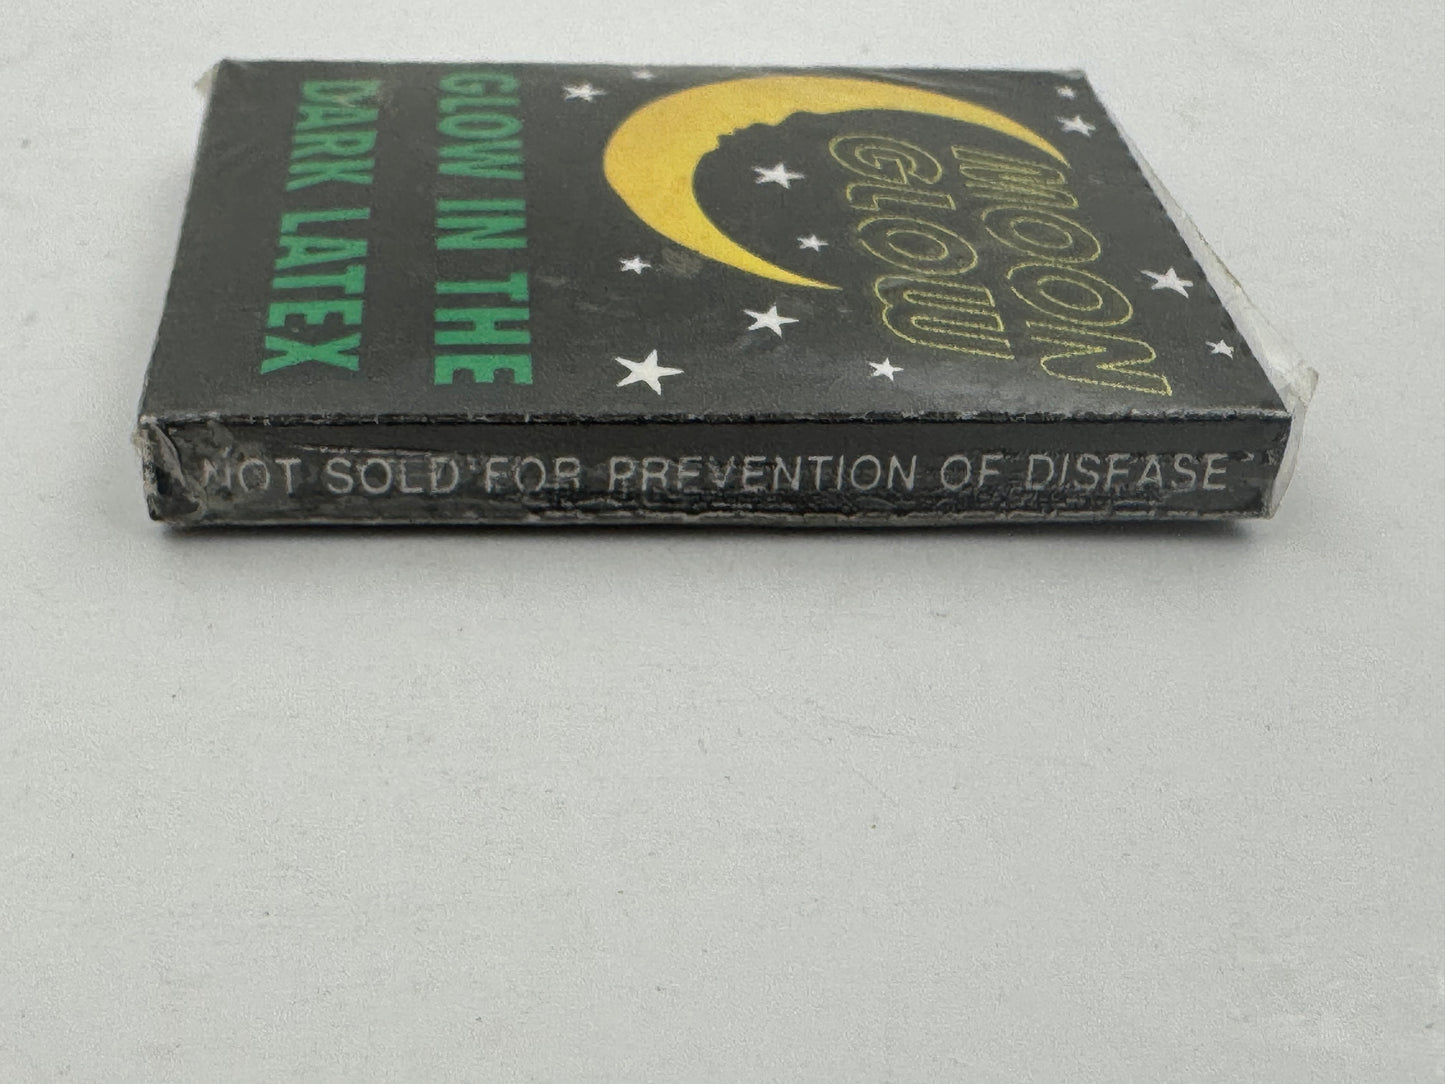 MOON
GLOW
GLOW IN THE
DARK LATEX
NOT SOLD FOR PREVENTION OF DISEASE